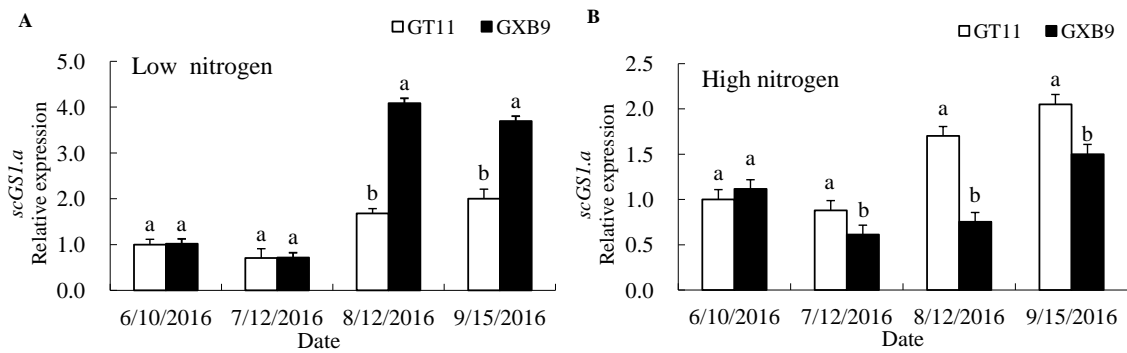 A
GT11 GXB9
5.0
4.0
3.0
2.0
1.0
0.0
scGS1.a
Relative expression
Low nitrogen
a a
a a
b a
b a
6/10/2016 7/12/2016 8/12/2016 9/15/2016
Date
B
GT11 GXB9
2.5
2.0
1.5
1.0
0.5
0.0
scGS1.a
Relative expression
High nitrogen
a a
a b
a b
a b
6/10/2016 7/12/2016 8/12/2016 9/15/2016
Date